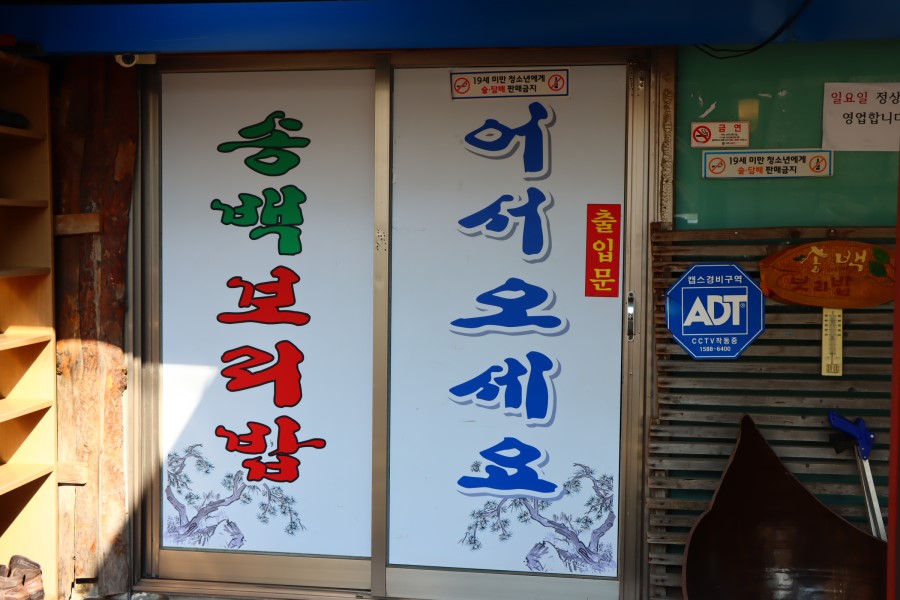 송백
보리밥
19세 미만 청소년에게
술·담배 판매금지
어서오세요
출입문
금연
19세 미만 청소년에게
술·담배 판매금지
일요일 정상
영업합니다
캡스경비구역
ADT
CCTV작동중
1588-6400
송백
보리밥